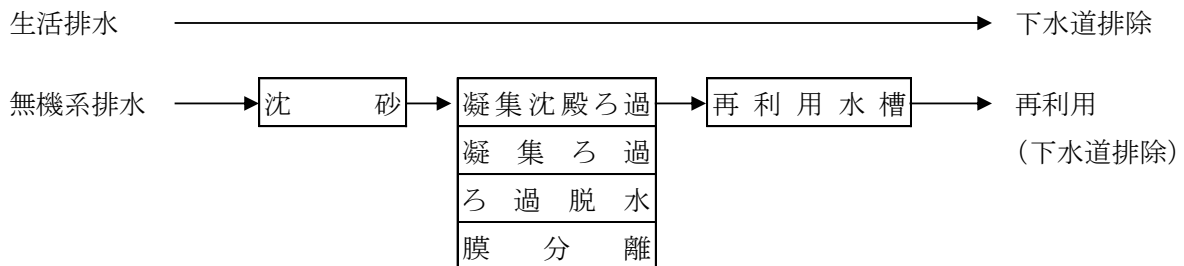 生活排水 下水道排除
無機系排水 沈砂 凝集沈殿ろ過 再利用水槽 再利用
凝集ろ過 (下水道排除)
ろ過脱水
膜分離